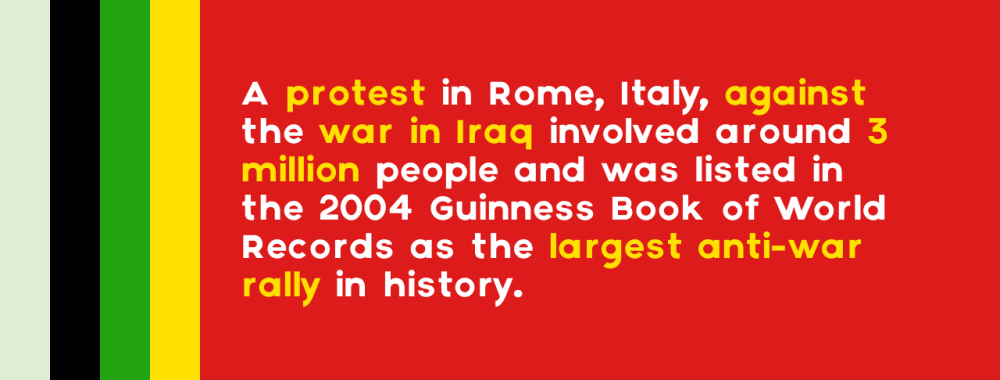 A protest in Rome, Italy, against
the war in Iraq involved around 3
million people and was listed in
the 2004 Guinness Book of World
Records as the largest anti-war
rally in history.